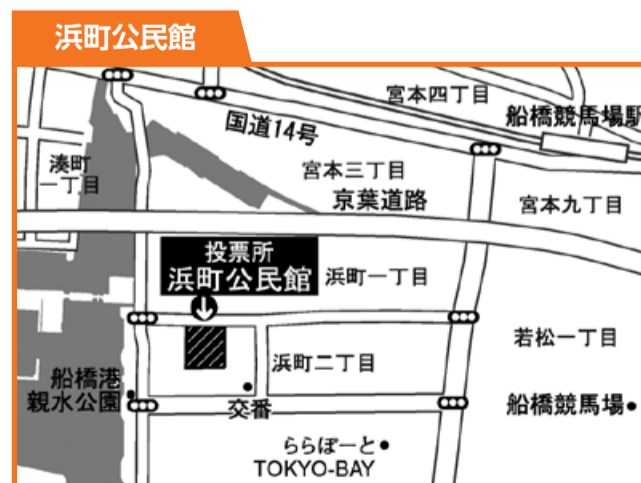 浜町公民館
宮本四丁目
船橋競馬場駅
国道14号
湊町
一丁目
宮本三丁目
京葉道路
宮本九丁目
投票所
浜町公民館
浜町一丁目
若松一丁目
浜町二丁目
船橋港
親水公園
交番
船橋競馬場
ららぽーと
TOKYO-BAY